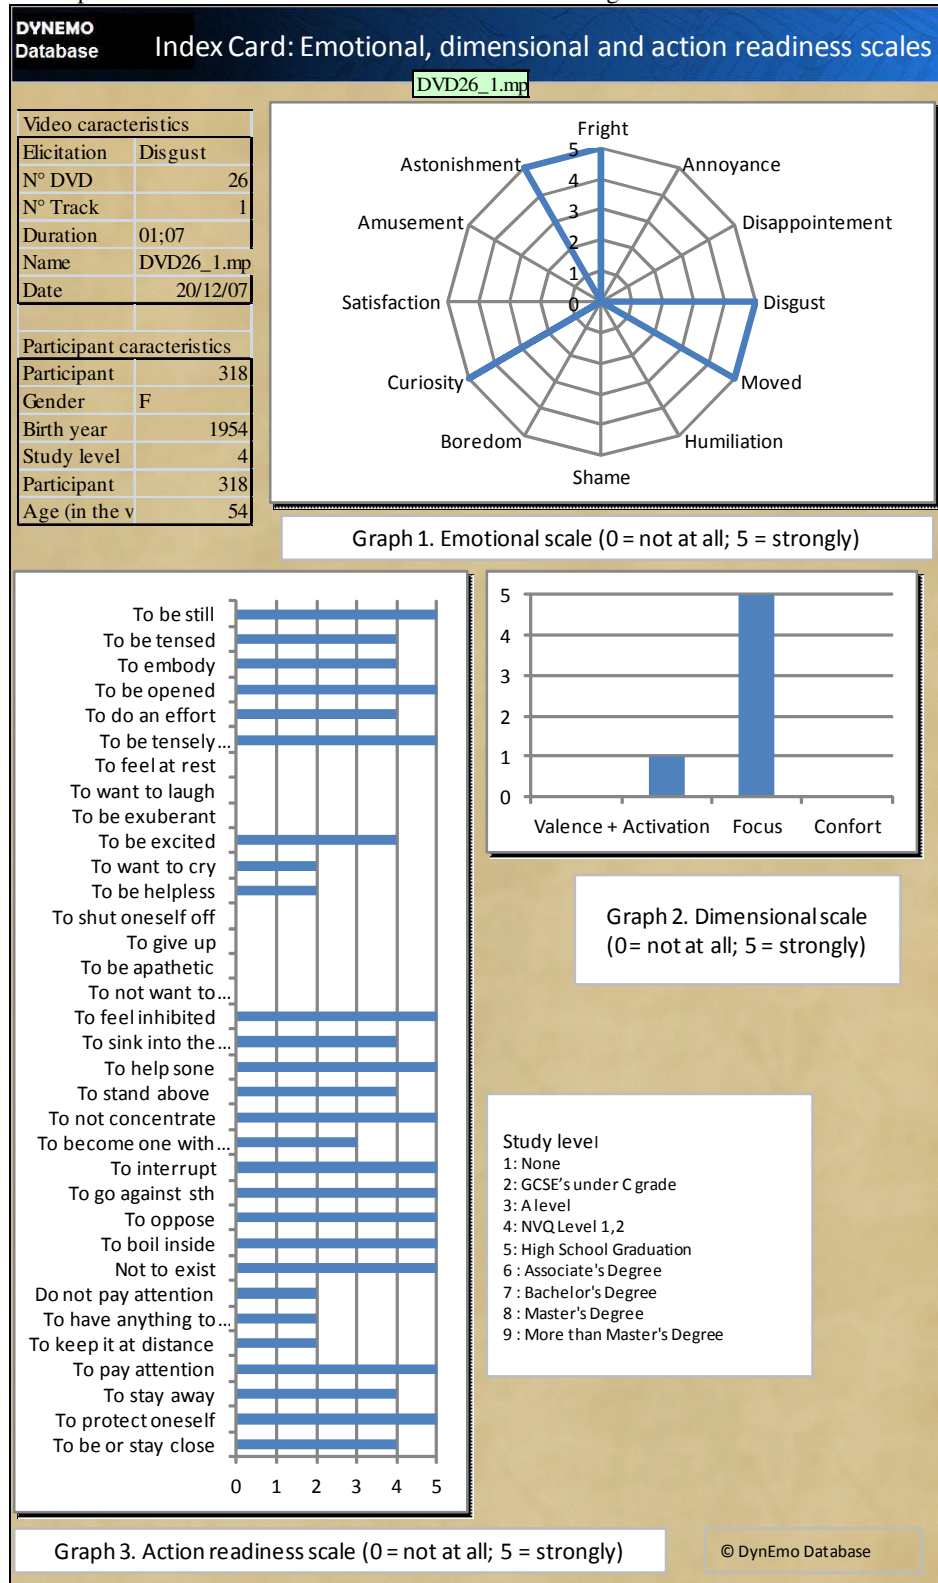 DYNEMO
Database
Index Card: Emotional, dimensional and action readiness scales
DVD26_1.mp
Video caracteristics
Elicitation Disgust
N° DVD 26
N° Track 1
Duration 01;07
Name DVD26_1.mp
Date 20/12/07
Participant caracteristics
Participant 318
Gender F
Birth year 1954
Study level 4
Participant 318
Age (in the v 54
Fright
Annoyance
Disappointement
Disgust
Moved
Humiliation
Shame
Boredom
Curiosity
Satisfaction
Amusement
Astonishment
5
4
3
2
1
0
Graph 1. Emotional scale (0 = not at all; 5 = strongly)
To be still
To be tensed
To embody
To be opened
To do an effort
To be tensely...
To feel at rest
To want to laugh
To be exuberant
To be excited
To want to cry
To be helpless
To shut oneself off
To give up
To be apathetic
To not want to...
To feel inhibited
To sink into the...
To help sone
To stand above
To not concentrate
To become one with...
To interrupt
To go against sth
To oppose
To boil inside
Not to exist
Do not pay attention
To have anything to...
To keep it at distance
To pay attention
To stay away
To protect oneself
To be or stay close
0 1 2 3 4 5
Graph 3. Action readiness scale (0 = not at all; 5 = strongly)
5
4
3
2
1
0
Valence + Activation Focus Confort
Graph 2. Dimensional scale
(0 = not at all; 5 = strongly)
Study level
1: None
2: GCSE's under C grade
3: A level
4: NVQ Level 1,2
5: High School Graduation
6 : Associate's Degree
7 : Bachelor's Degree
8 : Master's Degree
9 : More than Master's Degree
© DynEmo Database